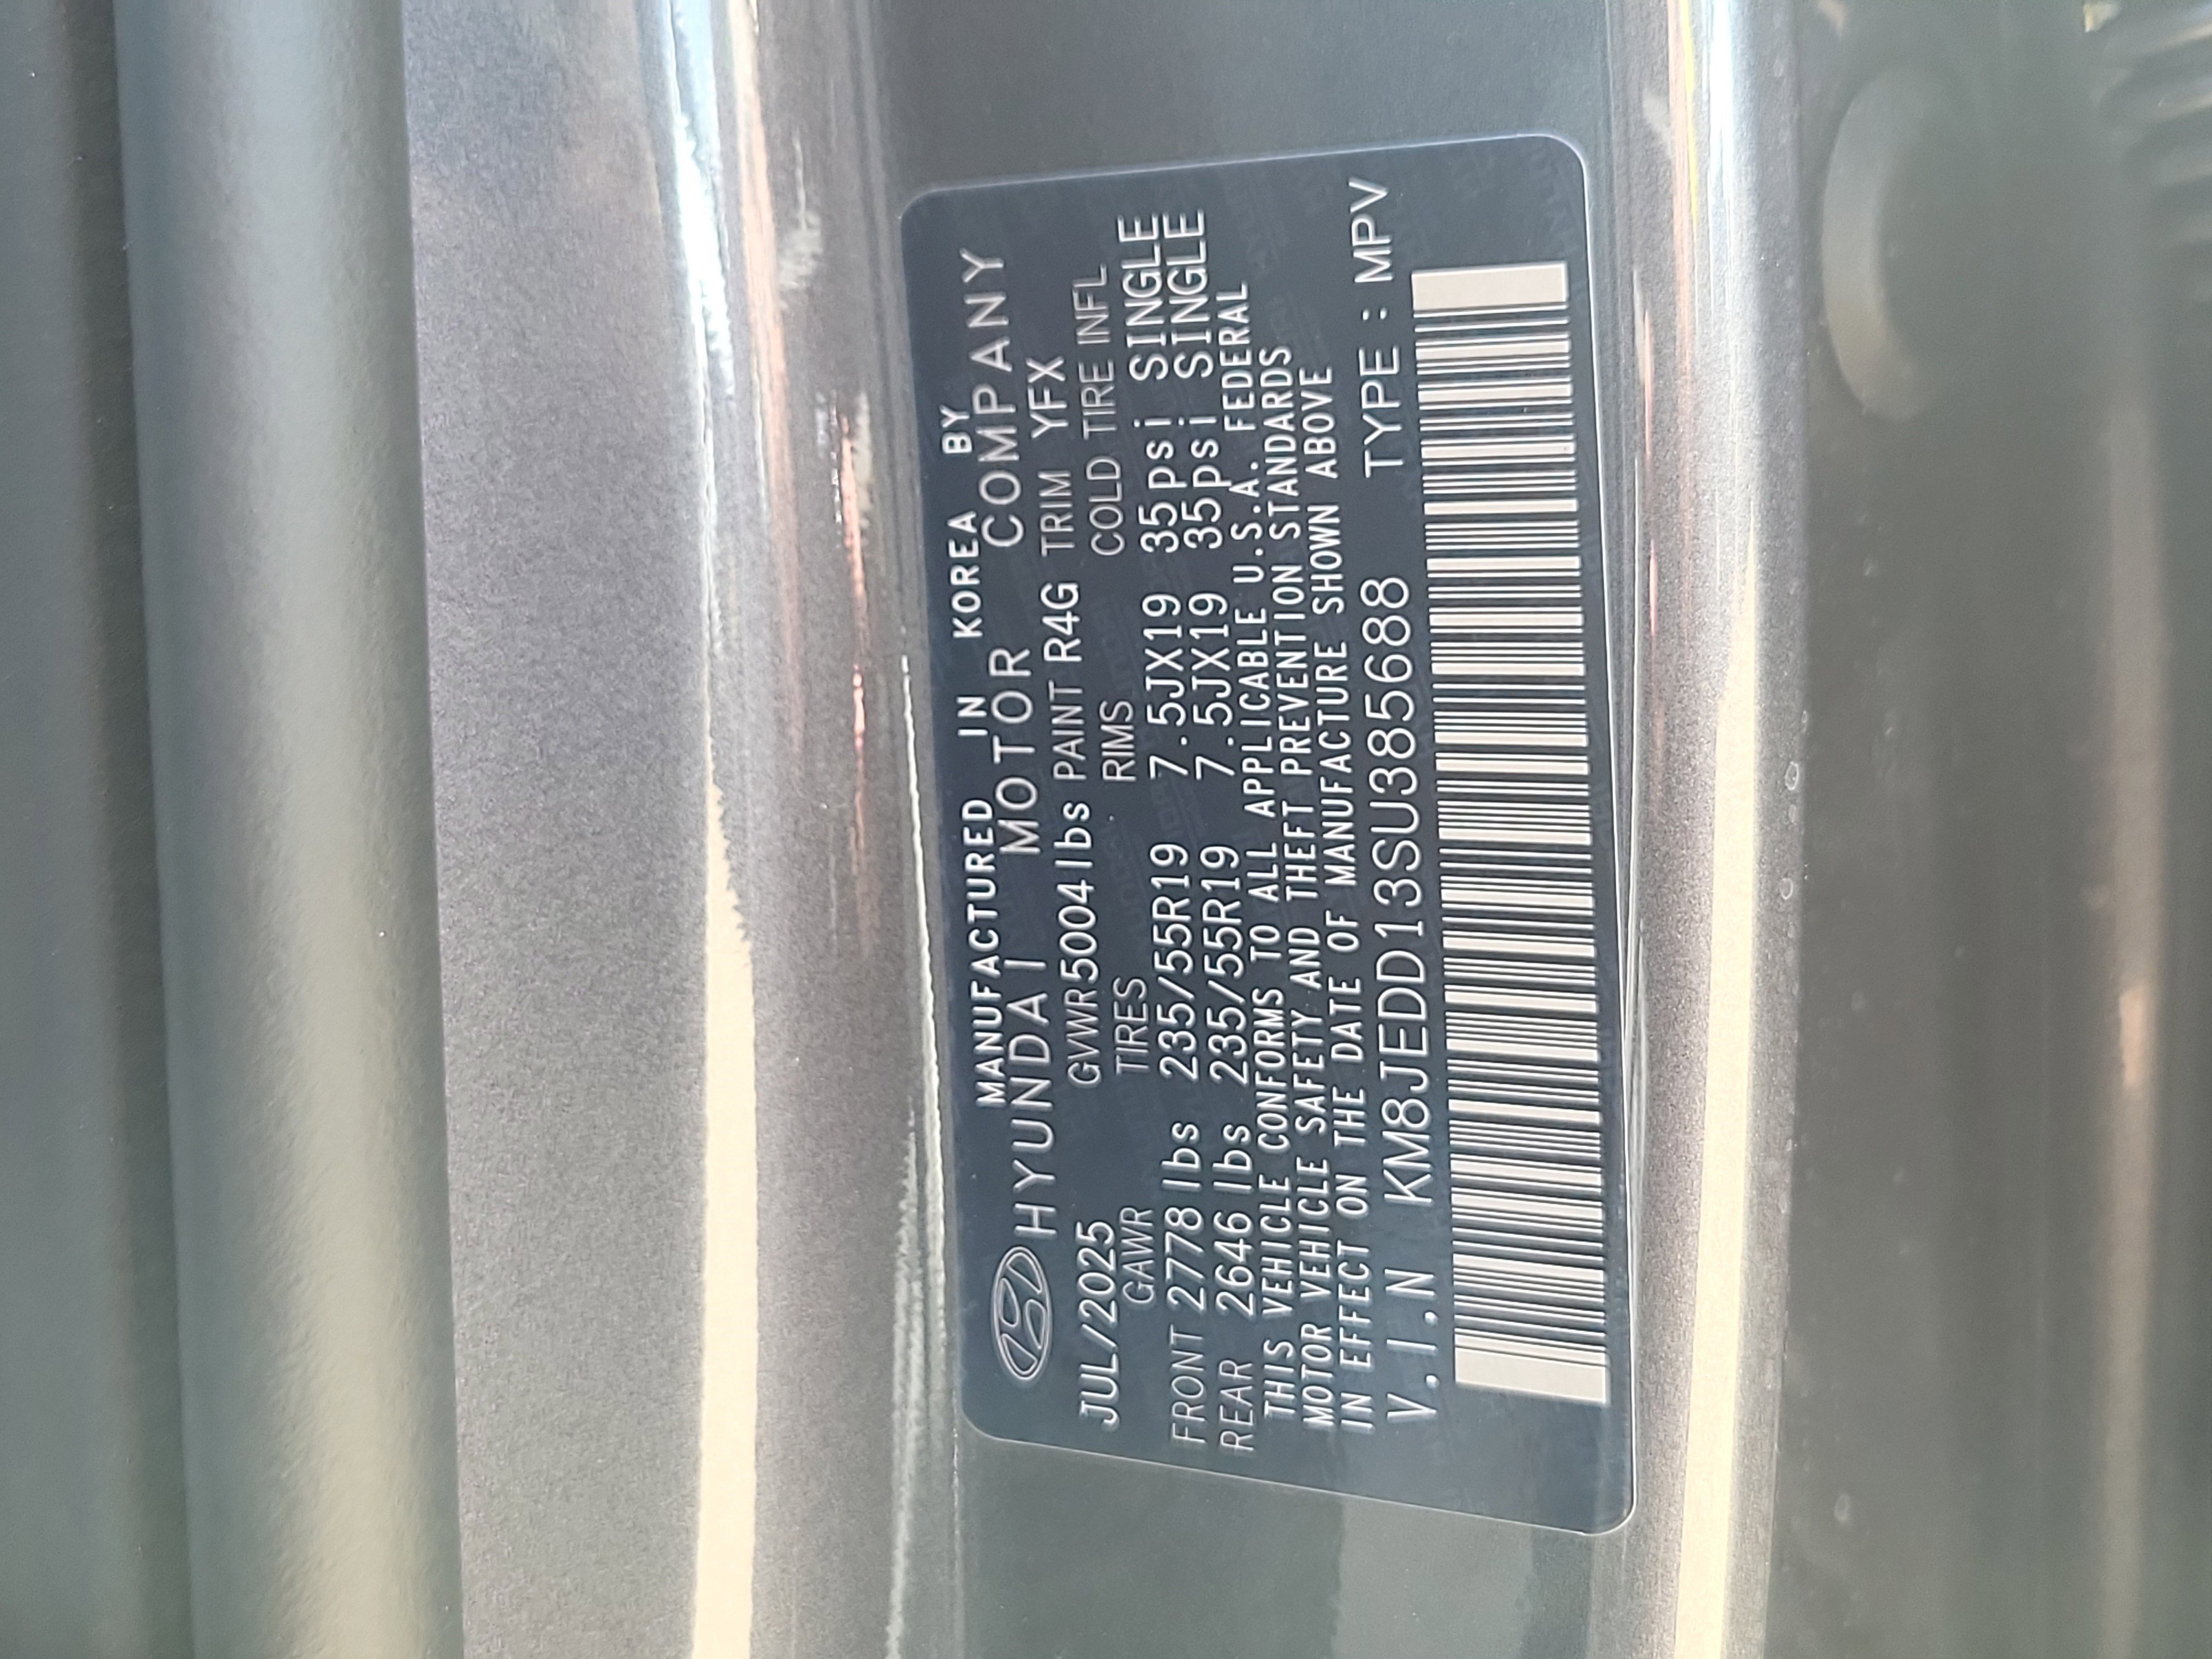 MANUFACTURED IN KOREA BY
HYUNDAI MOTOR COMPANY
JUL/2025 GVWR5004lbs PAINT R4G TRIM YFX
GAWR TIRES RIMS COLD TIRE INFL
FRONT 2778 lbs 235/55R19 7.5JX19 35psi SINGLE
REAR 2646 lbs 235/55R19 7.5JX19 35psi SINGLE
THIS VEHICLE CONFORMS TO ALL APPLICABLE U.S.A. FEDERAL
MOTOR VEHICLE SAFETY AND THEFT PREVENTION STANDARDS
IN EFFECT ON THE DATE OF MANUFACTURE SHOWN ABOVE
V.I.N KM8JEDD13SU385688 TYPE : MPV